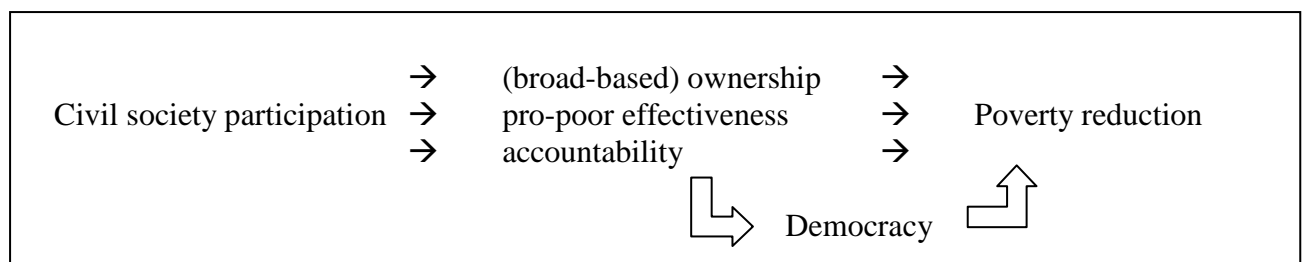 → (broad-based) ownership →
Civil society participation → pro-poor effectiveness → Poverty reduction
→ accountability →
Democracy